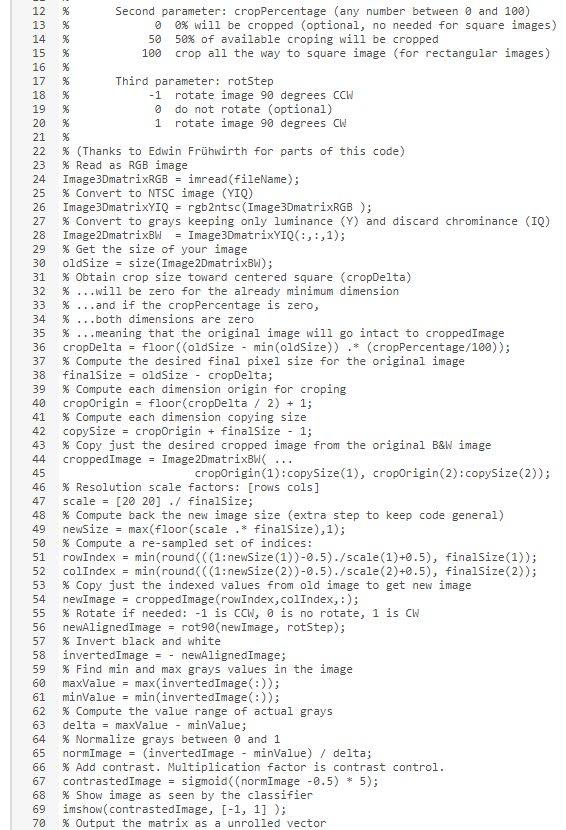 12 % Second parameter: cropPercentage (any number between 0 and 100)
13 % 0 0% will be cropped (optional, no needed for square images)
14 % 50 50% of available croping will be cropped
15 % 100 crop all the way to square image (for rectangular images)
16 %
17 % Third parameter: rotStep
18 % -1 rotate image 90 degrees CCW
19 % 0 do not rotate (optional)
20 % 1 rotate image 90 degrees CW
21 %
22 % (Thanks to Edwin Frühwirth for parts of this code)
23 % Read as RGB image
24 Image3DmatrixRGB = imread(fileName);
25 % Convert to NTSC image (YIQ)
26 Image3DmatrixYIQ = rgb2ntsc(Image3DmatrixRGB );
27 % Convert to grays keeping only luminance (Y) and discard chrominance (IQ)
28 Image2DmatrixBW = Image3DmatrixYIQ(:,:,1);
29 % Get the size of your image
30 oldSize = size(Image2DmatrixBW);
31 % Obtain crop size toward centered square (cropDelta)
32 % ...will be zero for the already minimum dimension
33 % ...and if the cropPercentage is zero,
34 % ...both dimensions are zero
35 % ...meaning that the original image will go intact to croppedImage
36 cropDelta = floor((oldSize - min(oldSize)) .* (cropPercentage/100));
37 % Compute the desired final pixel size for the original image
38 finalSize = oldSize - cropDelta;
39 % Compute each dimension origin for croping
40 cropOrigin = floor(cropDelta / 2) + 1;
41 % Compute each dimension copying size
42 copySize = cropOrigin + finalSize - 1;
43 % Copy just the desired cropped image from the original B&W image
44 croppedImage = Image2DmatrixBW( ...
45 cropOrigin(1):copySize(1), cropOrigin(2):copySize(2));
46 % Resolution scale factors: [rows cols]
47 scale = [20 20] ./ finalSize;
48 % Compute back the new image size (extra step to keep code general)
49 newSize = max(floor(scale .* finalSize),1);
50 % Compute a re-sampled set of indices:
51 rowIndex = min(round(((1:newSize(1))-0.5)./scale(1)+0.5), finalSize(1));
52 colIndex = min(round(((1:newSize(2))-0.5)./scale(2)+0.5), finalSize(2));
53 % Copy just the indexed values from old image to get new image
54 newImage = croppedImage(rowIndex,colIndex,:);
55 % Rotate if needed: -1 is CCW, 0 is no rotate, 1 is CW
56 newAlignedImage = rot90(newImage, rotStep);
57 % Invert black and white
58 invertedImage = - newAlignedImage;
59 % Find min and max grays values in the image
60 maxValue = max(invertedImage(:));
61 minValue = min(invertedImage(:));
62 % Compute the value range of actual grays
63 delta = maxValue - minValue;
64 % Normalize grays between 0 and 1
65 normImage = (invertedImage - minValue) / delta;
66 % Add contrast. Multiplication factor is contrast control.
67 contrastedImage = sigmoid((normImage -0.5) * 5);
68 % Show image as seen by the classifier
69 imshow(contrastedImage, [-1, 1] );
70 % Output the matrix as a unrolled vector